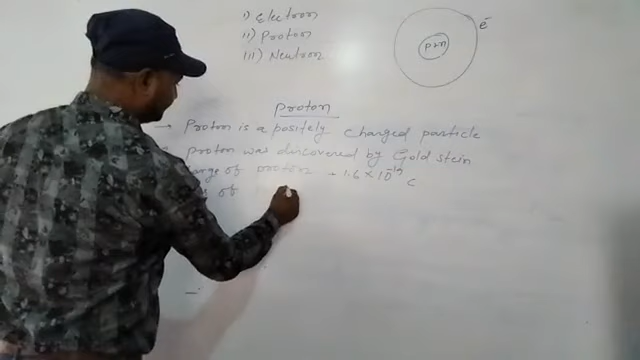 i) Electron
ii) Proton
iii) Neutron
e-
p+n
Proton
→ Proton is a positely charged particle
proton was discovered by Gold stein
of proton + 1.6 × 10^-19 C
of